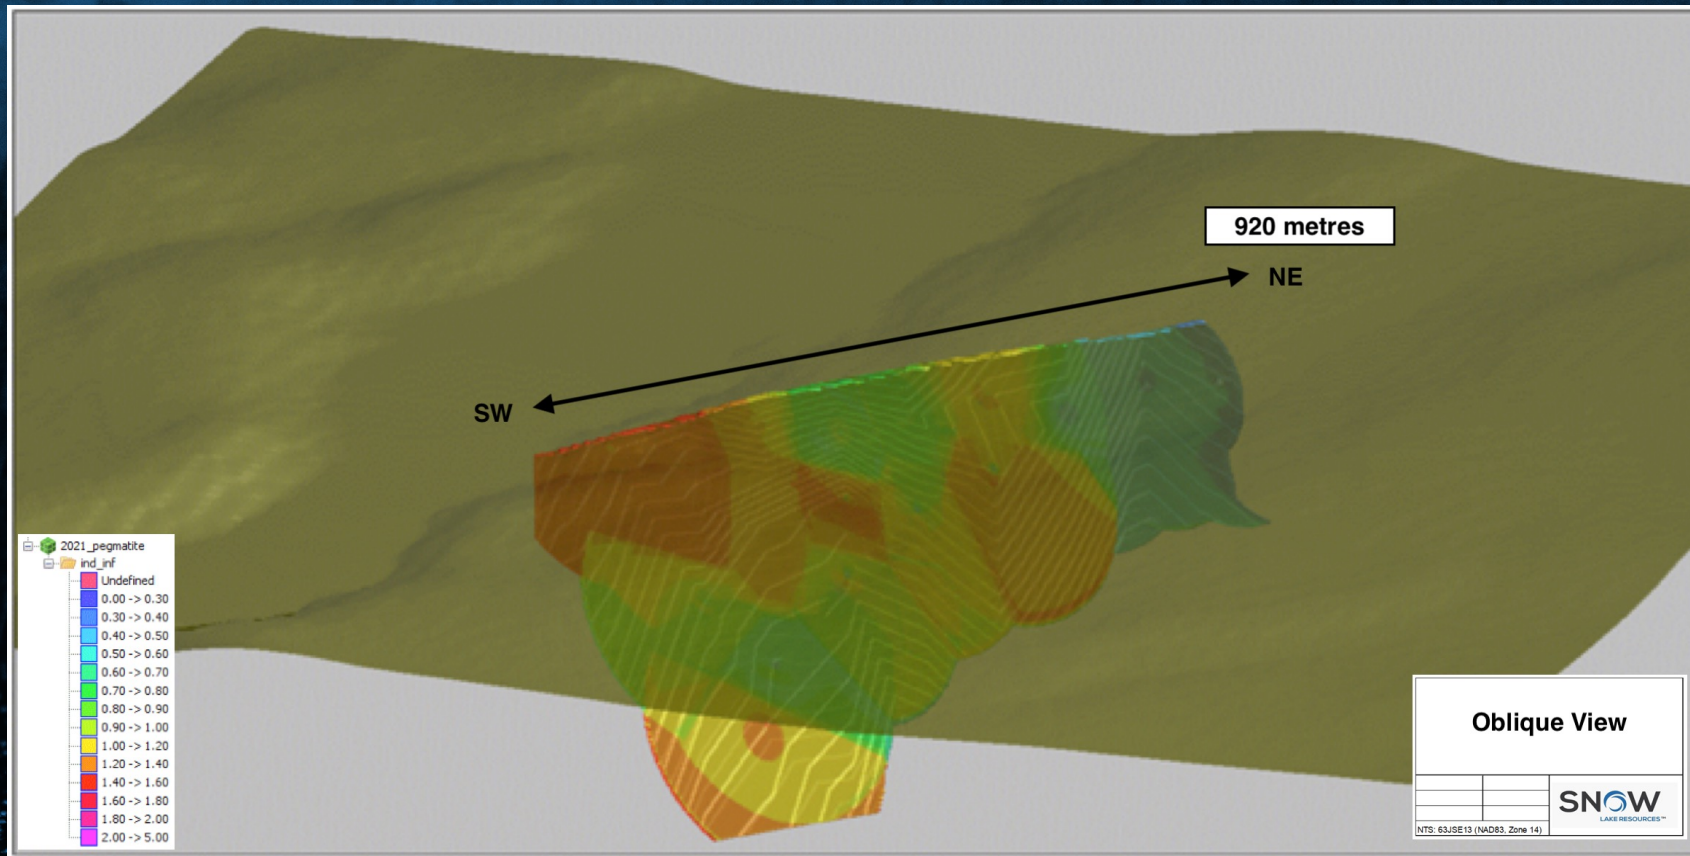 920 metres
NE
SW
2021_pegmatite
ind_inf
Undefined
0.00 -> 0.30
0.30 -> 0.40
0.40 -> 0.50
0.50 -> 0.60
0.60 -> 0.70
0.70 -> 0.80
0.80 -> 0.90
0.90 -> 1.00
1.00 -> 1.20
1.20 -> 1.40
1.40 -> 1.60
1.60 -> 1.80
1.80 -> 2.00
2.00 -> 5.00
Oblique View
SNOW
LAKE RESOURCES™
NTS: 63JSE13 (NAD83, Zone 14)